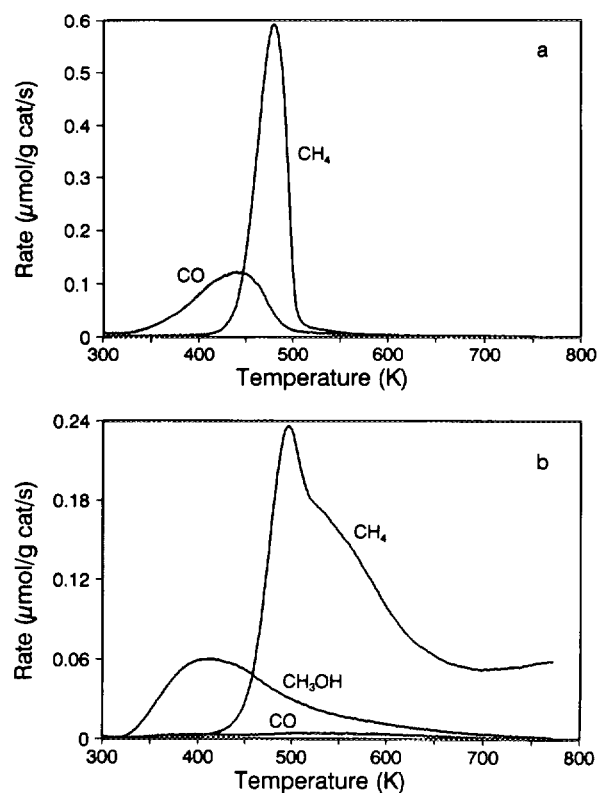 0.6
a
0.5
0.4
CH₄
0.3
Rate (μmol/g cat/s)
0.2
CO
0.1
0
300 400 500 600 700 800
Temperature (K)
0.24
b
0.18
CH₄
0.12
Rate (μmol/g cat/s)
0.06
CH₃OH
CO
0
300 400 500 600 700 800
Temperature (K)